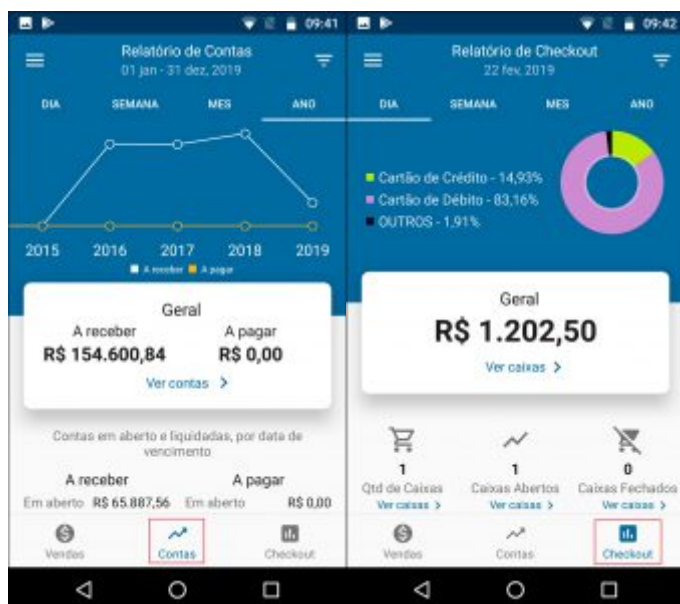 09:41
Relatório de Contas
01 jan - 31 dez, 2019
DIA SEMANA MES ANO
2015 2016 2017 2018 2019
A receber A pagar
Geral
A receber A pagar
R$ 154.600,84 R$ 0,00
Ver contas >
Contas em aberto e liquidadas, por data de
vencimento
A receber A pagar
Em aberto R$ 65.887,56 Em aberto R$ 0,00
Vendas Contas Checkout
09:42
Relatório de Checkout
22 fev, 2019
DIA SEMANA MES ANO
Cartão de Crédito - 14,93%
Cartão de Débito - 83,16%
OUTROS - 1,91%
Geral
R$ 1.202,50
Ver caixas >
1 1 0
Qtd de Caixas Caixas Abertos Caixas Fechados
Ver caixas > Ver caixas > Ver caixas >
Vendas Contas Checkout